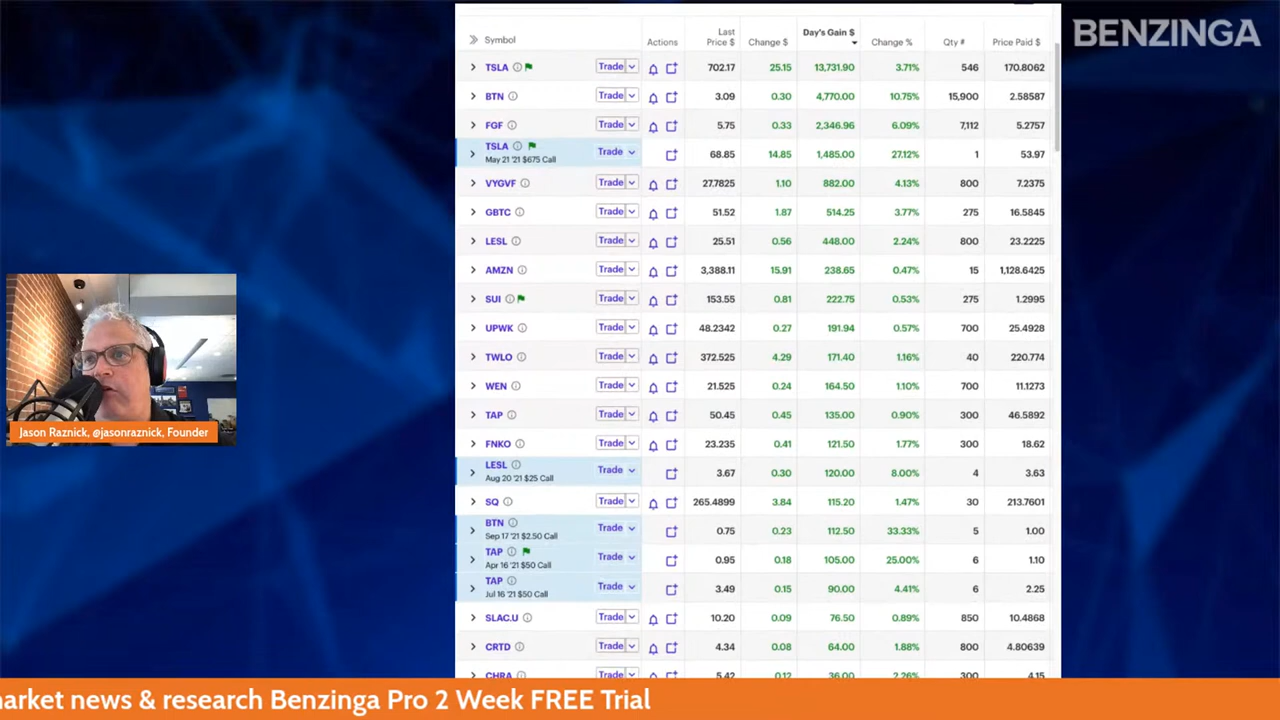 BENZINGA
Symbol Actions Last Price $ Change $ Day's Gain $ Change % Qty # Price Paid $
TSLA Trade 702.17 25.15 13,731.90 3.71% 546 170.8062
BTN Trade 3.09 0.30 4,770.00 10.75% 15,900 2.58587
FGF Trade 5.75 0.33 2,346.96 6.09% 7,112 5.2757
TSLA Trade 68.85 14.85 1,485.00 27.12% 1 53.97
May 21 '21 $675 Call
VYGVF Trade 27.7825 1.10 882.00 4.13% 800 7.2375
GBTC Trade 51.52 1.87 514.25 3.77% 275 16.5845
LESL Trade 25.51 0.56 448.00 2.24% 800 23.2225
AMZN Trade 3,388.11 15.91 238.65 0.47% 15 1,128.6425
SUI Trade 153.55 0.81 222.75 0.53% 275 1.2995
UPWK Trade 48.2342 0.27 191.94 0.57% 700 25.4928
TWLO Trade 372.525 4.29 171.40 1.16% 40 220.774
WEN Trade 21.525 0.24 164.50 1.10% 700 11.1273
TAP Trade 50.45 0.45 135.00 0.90% 300 46.5892
FNKO Trade 23.235 0.41 121.50 1.77% 300 18.62
LESL Trade 3.67 0.30 120.00 8.00% 4 3.63
Aug 20 '21 $25 Call
SQ Trade 265.4899 3.84 115.20 1.47% 30 213.7601
BTN Trade 0.75 0.23 112.50 33.33% 5 1.00
Sep 17 '21 $2.50 Call
TAP Trade 0.95 0.18 105.00 25.00% 6 1.10
Apr 16 '21 $50 Call
TAP Trade 3.49 0.15 90.00 4.41% 6 2.25
Jul 16 '21 $50 Call
SLAC.U Trade 10.20 0.09 76.50 0.89% 850 10.4868
CRTD Trade 4.34 0.08 64.00 1.88% 800 4.80639
CHRA Trade 5.42 0.12 36.00 2.26% 300 4.15
Jason Raznick, @jasonraznick, Founder
market news & research Benzinga Pro 2 Week FREE Trial